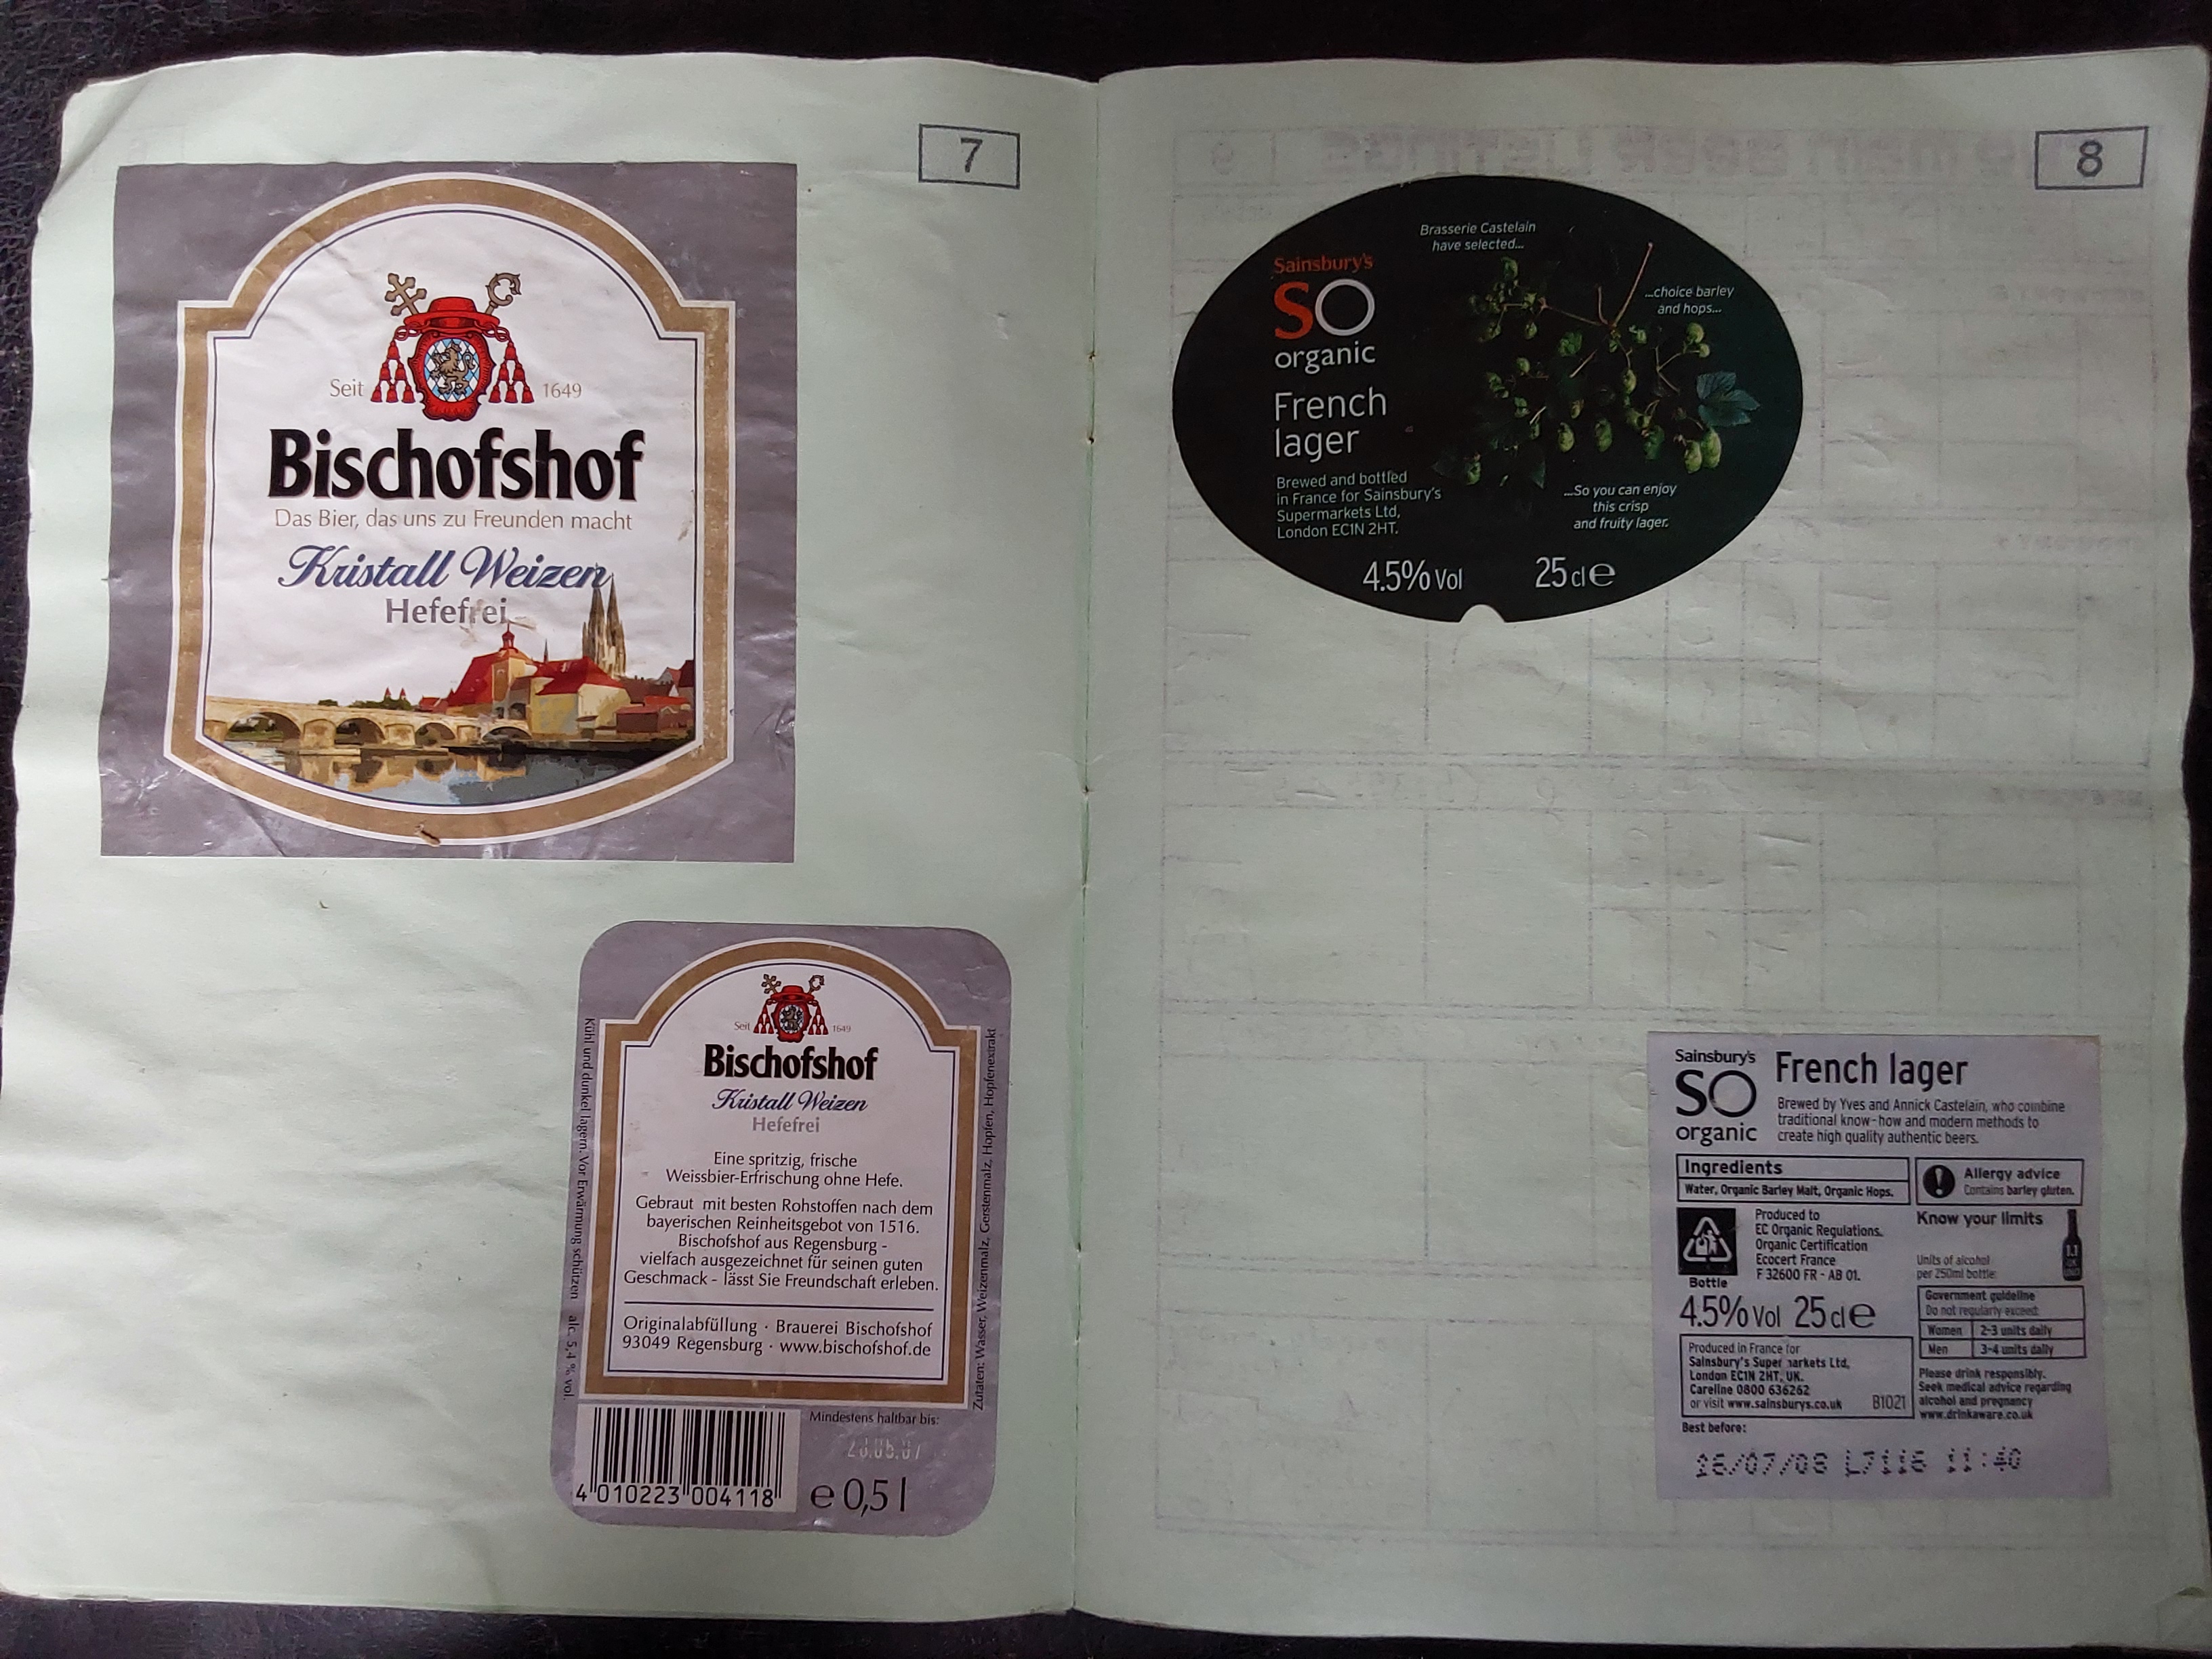 7
Seit 1649
Bischofshof
Das Bier, das uns zu Freunden macht
Kristall Weizen
Hefefrei
Kühl und dunkel lagern. Vor Erwärmung schützen alc. 5,4 % vol.
Seit 1649
Bischofshof
Kristall Weizen
Hefefrei
Eine spritzig, frische
Weissbier-Erfrischung ohne Hefe.
Gebraut mit besten Rohstoffen nach dem
bayerischen Reinheitsgebot von 1516.
Bischofshof aus Regensburg -
vielfach ausgezeichnet für seinen guten
Geschmack - lässt Sie Freundschaft erleben.
Originalabfüllung · Brauerei Bischofshof
93049 Regensburg · www.bischofshof.de
Zutaten: Wasser, Weizenmalz, Gerstenmalz, Hopfen, Hopfenextrakt
Mindestens haltbar bis:
4 010223 004118
e 0,5 l
8
Brasserie Castelain
have selected...
Sainsbury's
SO
organic
...choice barley
and hops...
French
lager
Brewed and bottled
in France for Sainsbury's
Supermarkets Ltd,
London EC1N 2HT.
...So you can enjoy
this crisp
and fruity lager.
4.5% Vol 25 cl e
Sainsbury's
SO
organic
French lager
Brewed by Yves and Annick Castelain, who combine
traditional know-how and modern methods to
create high quality authentic beers.
Ingredients
Water, Organic Barley Malt, Organic Hops.
Allergy advice
Contains barley gluten.
Bottle
Produced to
EC Organic Regulations.
Organic Certification
Ecocert France
F 32600 FR - AB 01.
Know your limits
Units of alcohol
per 250ml bottle
1.1
4.5% Vol 25 cl e
Government guideline
Do not regularly exceed
Women 2-3 units daily
Men 3-4 units daily
Produced in France for
Sainsbury's Super arkets Ltd,
London EC1N 2HT, UK.
Careline 0800 636262
or visit www.sainsburys.co.uk B1021
Please drink responsibly.
Seek medical advice regarding
alcohol and pregnancy
www.drinkaware.co.uk
Best before:
16/07/08 L7116 11:40